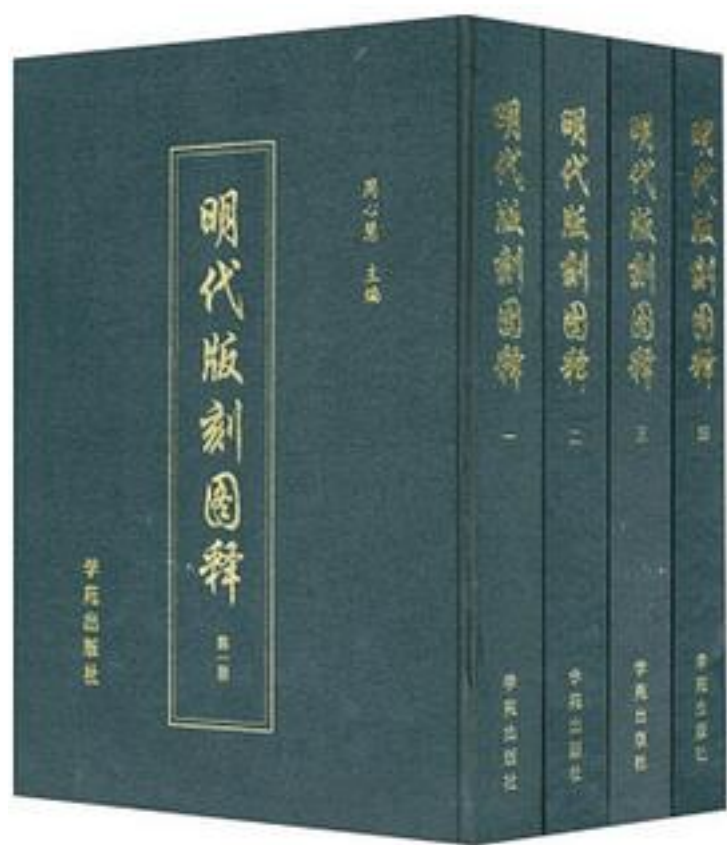 周心慧 主编
明代版刻图释
第一册
学苑出版社
明代版刻图释
一
学苑出版社
明代版刻图释
二
学苑出版社
明代版刻图释
三
学苑出版社
明代版刻图释
四
学苑出版社